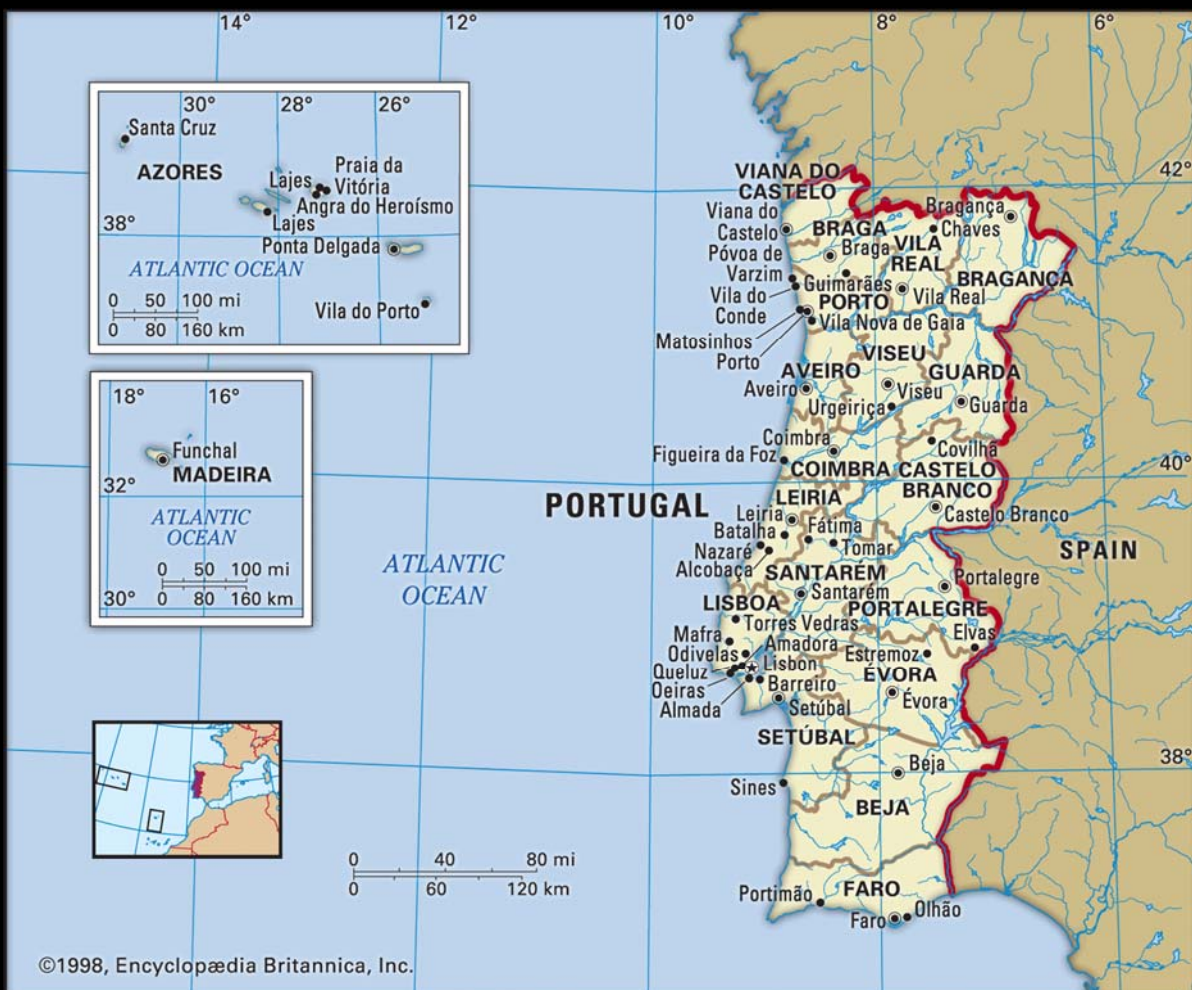 14°
12°
10°
8°
6°
42°
40°
38°
30°
28°
26°
Santa Cruz
AZORES
Lajes
Praia da
Vitória
Angra do Heroísmo
Lajes
38°
Ponta Delgada
ATLANTIC OCEAN
0 50 100 mi
0 80 160 km
Vila do Porto
18°
16°
Funchal
MADEIRA
32°
ATLANTIC
OCEAN
0 50 100 mi
0 80 160 km
30°
PORTUGAL
ATLANTIC
OCEAN
SPAIN
VIANA DO
CASTELO
Viana do
Castelo
BRAGA
Braga
Póvoa de
Varzim
Guimarães
Vila do
Conde
PORTO
Matosinhos
Porto
Vila Nova de Gaia
VILA
REAL
Vila Real
Chaves
Bragança
BRAGANÇA
AVEIRO
Aveiro
VISEU
Viseu
Urgeiriça
GUARDA
Guarda
Coimbra
Figueira da Foz
COIMBRA
Covilhã
CASTELO
BRANCO
Castelo Branco
LEIRIA
Leiria
Batalha
Fátima
Nazaré
Tomar
Alcobaça
SANTARÉM
Santarém
Portalegre
PORTALEGRE
LISBOA
Torres Vedras
Mafra
Amadora
Odivelas
Lisbon
Queluz
Oeiras
Barreiro
Almada
Elvas
Estremoz
ÉVORA
Évora
Setúbal
SETÚBAL
Sines
Beja
BEJA
Portimão
FARO
Faro
Olhão
0 40 80 mi
0 60 120 km
©1998, Encyclopædia Britannica, Inc.